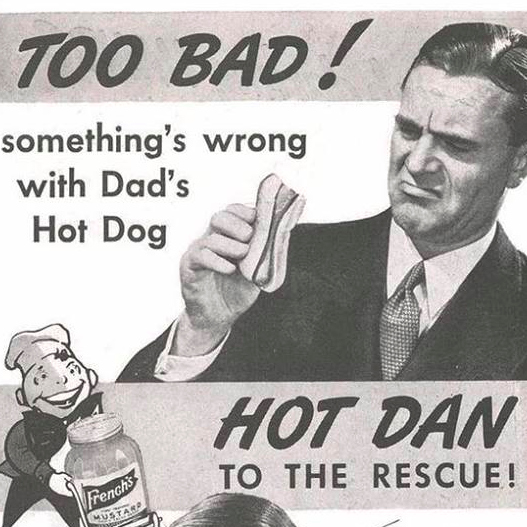 TOO BAD!
something's wrong
with Dad's
Hot Dog
HOT DAN
TO THE RESCUE!
French's
MUSTARD